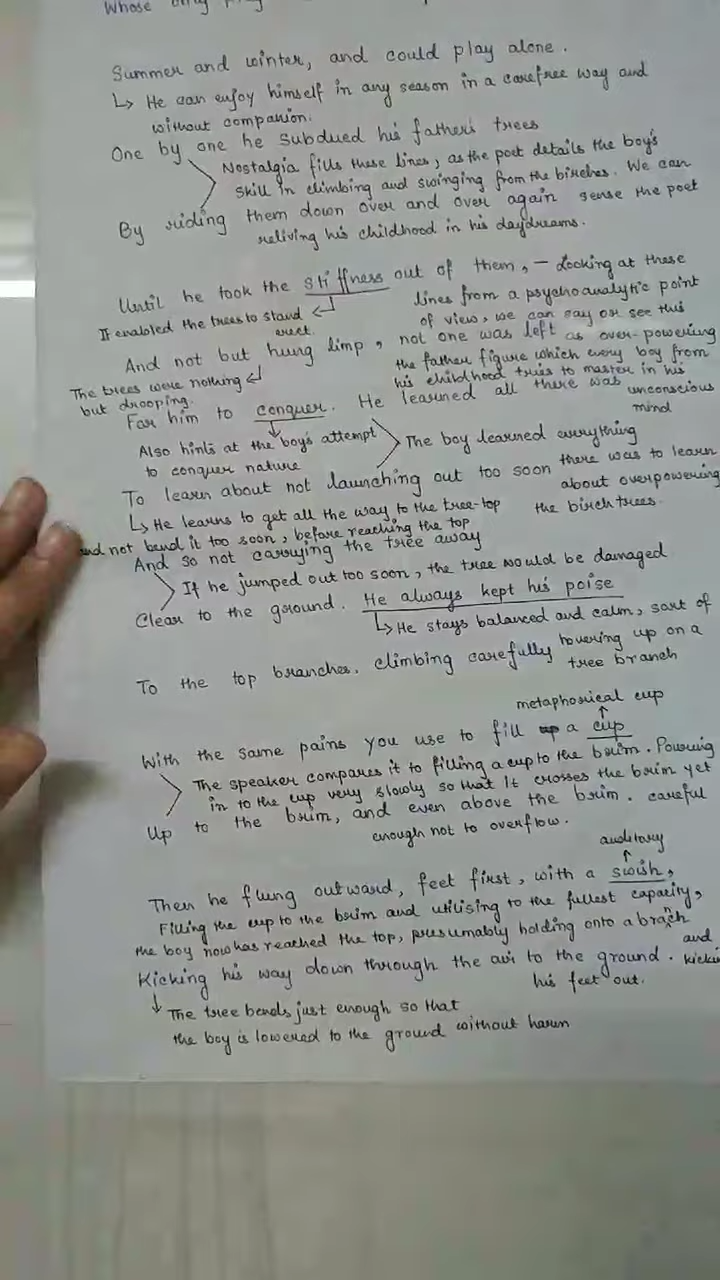 Whose only play
Summer and winter, and could play alone.
↳ He can enjoy himself in any season in a carefree way and
without companion.
One by one he subdued his father's trees
Nostalgia fills these lines, as the poet details the boy's
skill in climbing and swinging from the birches. We can
By riding them down over and over again sense the poet
reliving his childhood in his daydreams.
Until he took the stiffness out of them, — Looking at these
If enabled the trees to stand
erect.
lines from a psychoanalytic point
of view, we can say or see this
And not but hung limp, not one was left as over-powering
The trees were nothing
but drooping.
the father figure which every boy from
his childhood tries to master in his
For him to conquer. He learned all there was unconscious
mind
Also hints at the boy's attempt
to conquer nature
The boy learned everything
To learn about not launching out too soon there was to learn
about overpowering
the birch trees.
↳ He learns to get all the way to the tree-top
and not bend it too soon, before reaching the top
And so not carrying the tree away
If he jumped out too soon, the tree would be damaged
Clear to the ground. He always kept his poise
↳ He stays balanced and calm, sort of
To the top branches. climbing carefully hovering up on a
tree branch
metaphorical cup
With the same pains you use to fill a cup
The speaker compares it to filling a cup to the brim. Pouring
in to the cup very slowly so that it crosses the brim yet
Up to the brim, and even above the brim. careful
enough not to overflow.
auditory
Then he flung outward, feet first, with a swish,
Filling the cup to the brim and utilising to the fullest capacity,
the boy now has reached the top, presumably holding onto a branch
and
Kicking his way down through the air to the ground. kicki
his feet out.
The tree bends just enough so that
the boy is lowered to the ground without harm